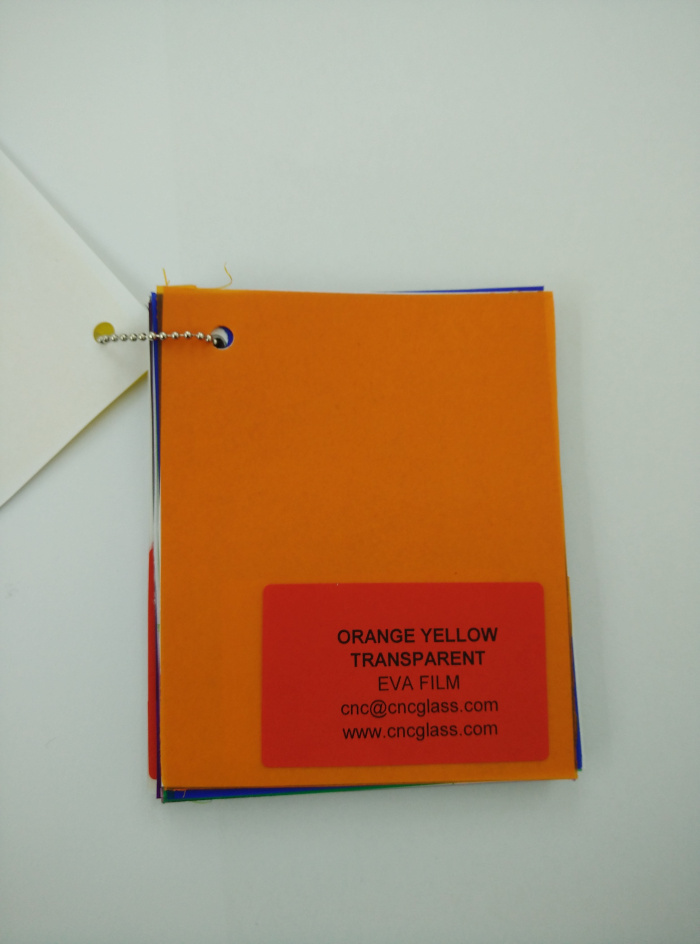 ORANGE YELLOW
TRANSPARENT
EVA FILM
cnc@cncglass.com
www.cncglass.com